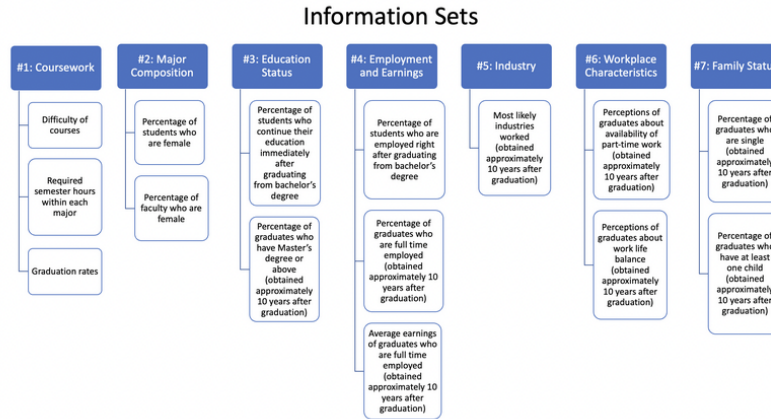 Information Sets
#1: Coursework
Difficulty of
courses
Required
semester hours
within each
major
Graduation rates
#2: Major
Composition
Percentage of
students who
are female
Percentage of
faculty who are
female
#3: Education
Status
Percentage of
students who
continue their
education
immediately
after
graduating
from bachelor's
degree
Percentage of
graduates who
have Master's
degree or
above
(obtained
approximately
10 years after
graduation)
#4: Employment
and Earnings
Percentage of
students who are
employed right
after graduating
from bachelor's
degree
Percentage of
graduates who
are full time
employed
(obtained
approximately 10
years after
graduation)
Average earnings
of graduates who
are full time
employed
(obtained
approximately 10
years after
graduation)
#5: Industry
Most likely
industries
worked
(obtained
approximately
10 years after
graduation)
#6: Workplace
Characteristics
Perceptions of
graduates about
availability of
part-time work
(obtained
approximately
10 years after
graduation)
Perceptions of
graduates about
work life
balance
(obtained
approximately
10 years after
graduation)
#7: Family Statu
Percentage of
graduates who
are single
(obtained
approximately
10 years after
graduation)
Percentage of
graduates who
have at least
one child
(obtained
approximately
10 years after
graduation)